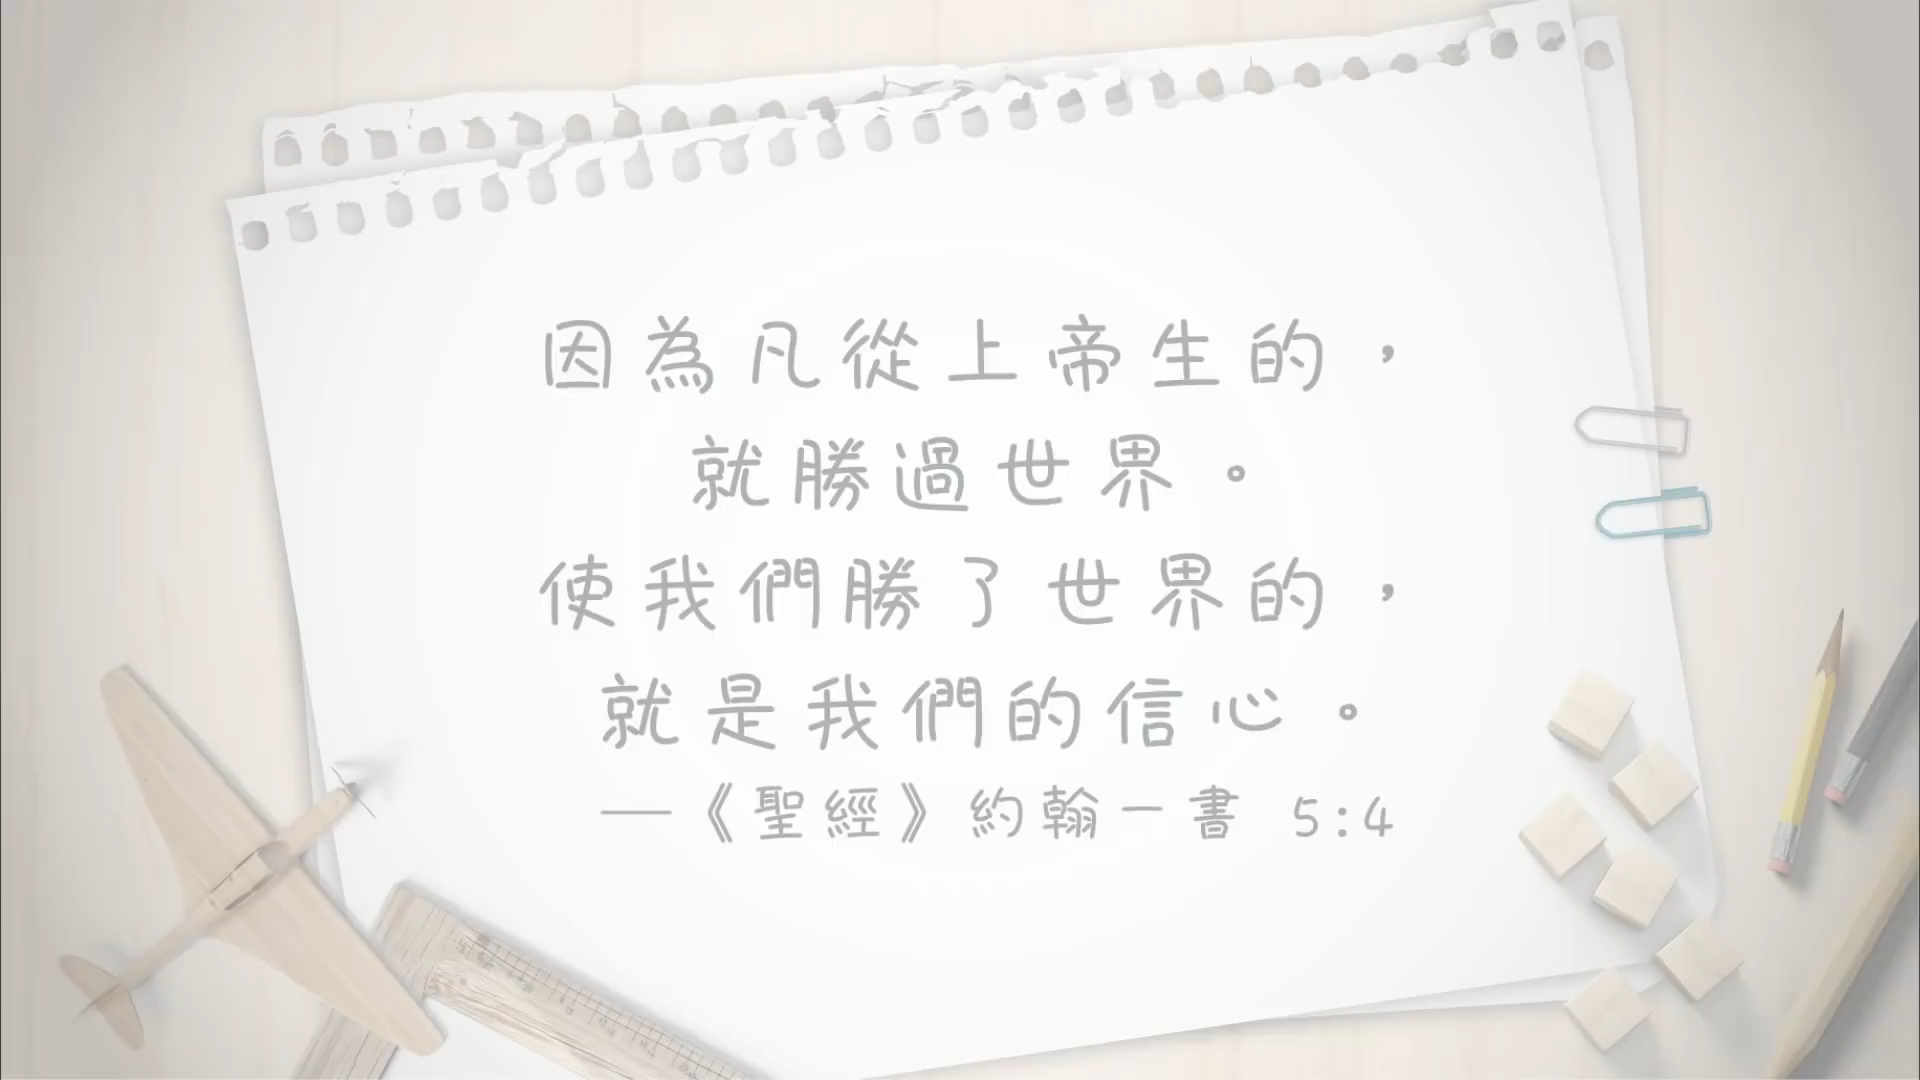 因為凡從上帝生的，
就勝過世界。
使我們勝了世界的，
就是我們的信心。
—《聖經》約翰一書 5:4